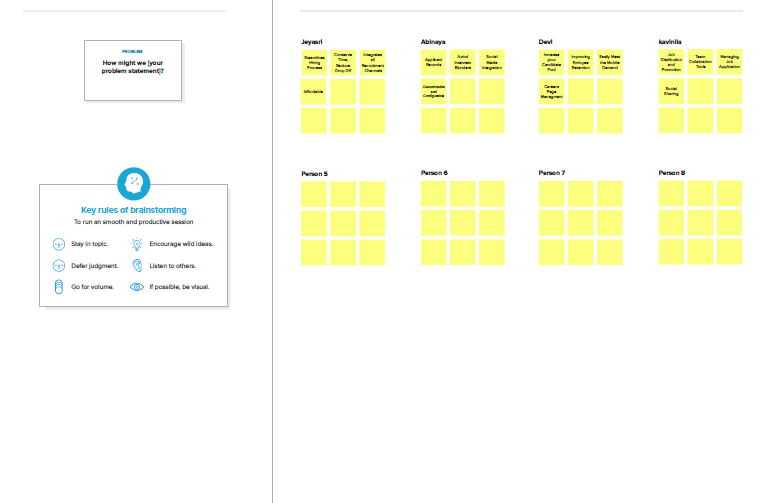 PROBLEM
How might we [your
problem statement]?
Key rules of brainstorming
To run an smooth and productive session
Stay in topic.
Encourage wild ideas.
Defer judgment.
Listen to others.
Go for volume.
If possible, be visual.
Jeyasri
Streamlines
Hiring
Process
Conserve
Time,
Reduce
Drop Off
Integrates
all
Recruitment
Channels
Affordable
Abinaya
Applicant
Records
Avoid
Interview
Blunders
Social
Media
Integration
Customizable
and
Configurable
Devi
Increase
your
Candidate
Pool
Improving
Employee
Retention
Easily Meet
the Mobile
Demand
Careers
Page
Managment
kavinila
Job
Distribution
and
Promotion
Team
Collaboration
Tools
Managing
Job
Application
Social
Sharing
Person 5
Person 6
Person 7
Person 8